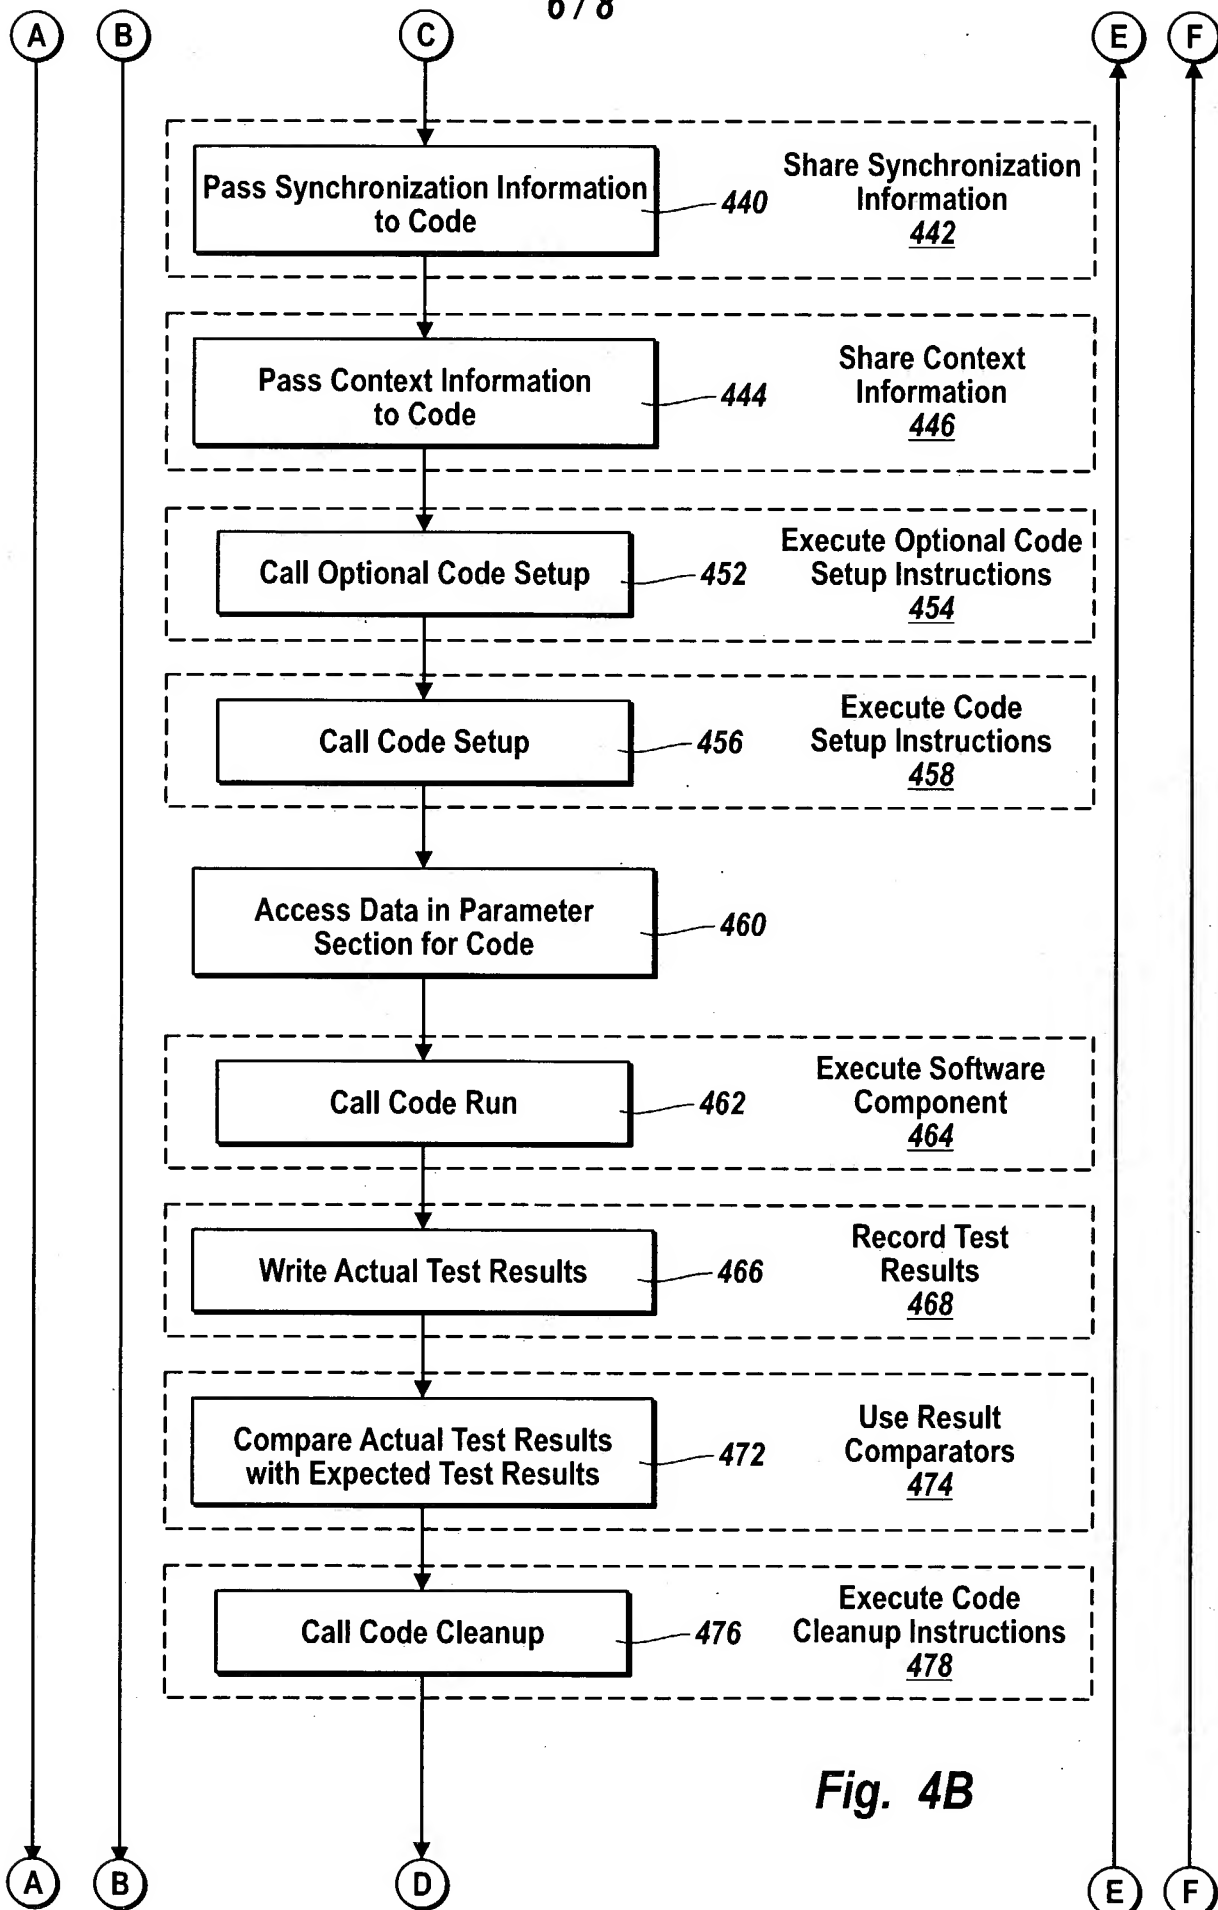 6/8
A B C E F
Pass Synchronization Information
to Code
440
Share Synchronization
Information
442
Pass Context Information
to Code
444
Share Context
Information
446
Call Optional Code Setup
452
Execute Optional Code
Setup Instructions
454
Call Code Setup
456
Execute Code
Setup Instructions
458
Access Data in Parameter
Section for Code
460
Call Code Run
462
Execute Software
Component
464
Write Actual Test Results
466
Record Test
Results
468
Compare Actual Test Results
with Expected Test Results
472
Use Result
Comparators
474
Call Code Cleanup
476
Execute Code
Cleanup Instructions
478
Fig. 4B
A B D E F